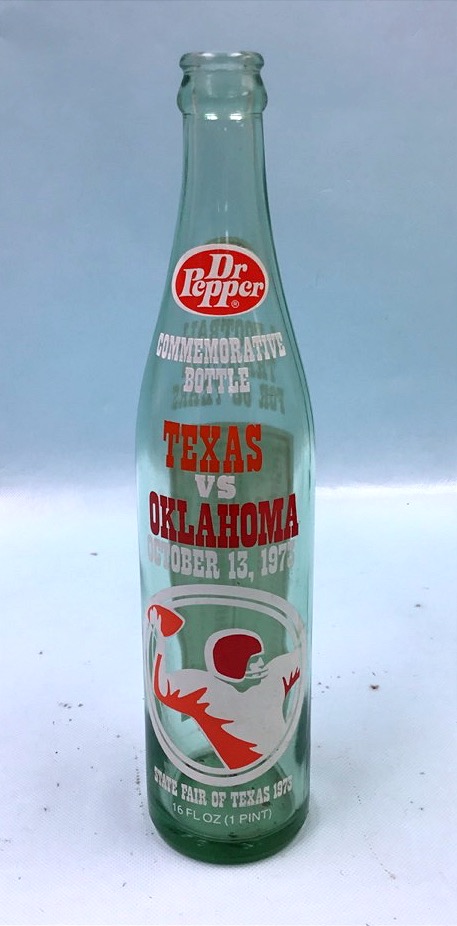 Dr
Pepper®
COMMEMORATIVE
BOTTLE
TEXAS
VS
OKLAHOMA
OCTOBER 13, 1973
STATE FAIR OF TEXAS 1973
16 FL OZ (1 PINT)